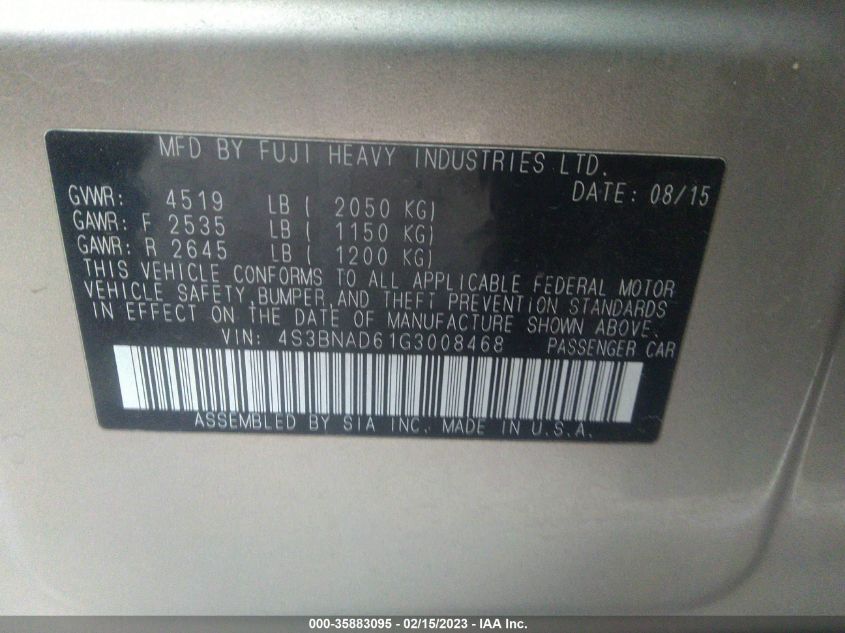 MFD BY FUJI HEAVY INDUSTRIES LTD.
DATE: 08/15
GVWR: 4519 LB ( 2050 KG)
GAWR: F 2535 LB ( 1150 KG)
GAWR: R 2645 LB ( 1200 KG)
THIS VEHICLE CONFORMS TO ALL APPLICABLE FEDERAL MOTOR
VEHICLE SAFETY, BUMPER, AND THEFT PREVENTION STANDARDS
IN EFFECT ON THE DATE OF MANUFACTURE SHOWN ABOVE.
VIN: 4S3BNAD61G3008468 PASSENGER CAR
ASSEMBLED BY SIA INC. MADE IN U.S.A.
000-35883095 - 02/15/2023 - IAA Inc.